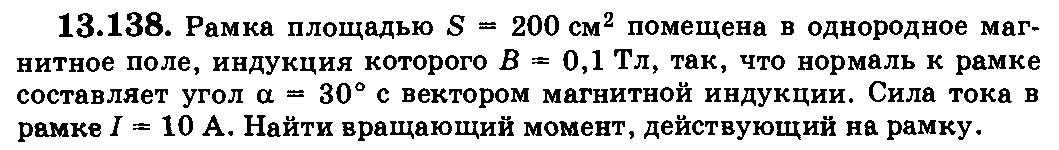 13.138. Рамка площадью S = 200 см² помещена в однородное маг-
нитное поле, индукция которого B = 0,1 Тл, так, что нормаль к рамке
составляет угол α = 30° с вектором магнитной индукции. Сила тока в
рамке I = 10 А. Найти вращающий момент, действующий на рамку.